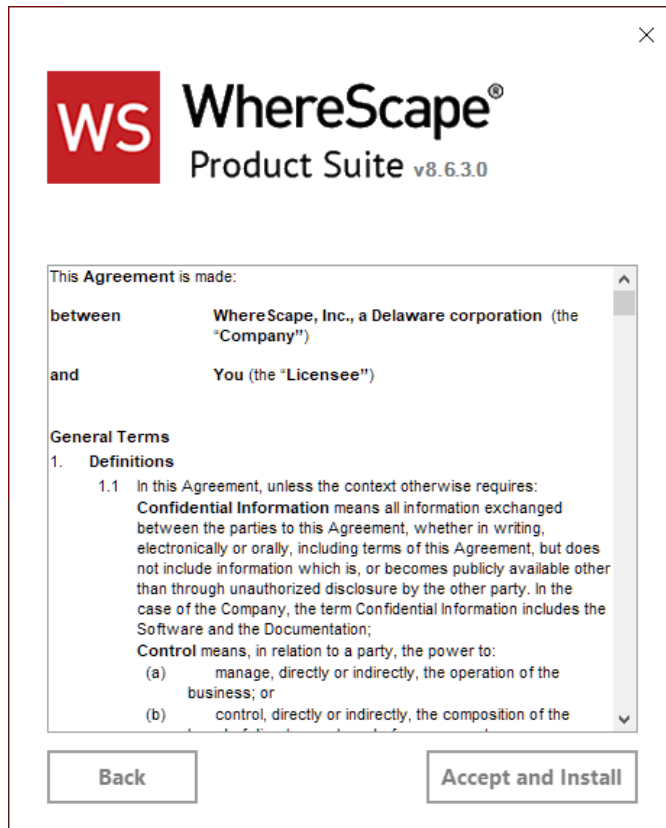 WS WhereScape®
Product Suite v8.6.3.0
This Agreement is made:
between WhereScape, Inc., a Delaware corporation (the
“Company”)
and You (the “Licensee”)
General Terms
1. Definitions
1.1 In this Agreement, unless the context otherwise requires:
Confidential Information means all information exchanged
between the parties to this Agreement, whether in writing,
electronically or orally, including terms of this Agreement, but does
not include information which is, or becomes publicly available other
than through unauthorized disclosure by the other party. In the
case of the Company, the term Confidential Information includes the
Software and the Documentation;
Control means, in relation to a party, the power to:
(a) manage, directly or indirectly, the operation of the
business; or
(b) control, directly or indirectly, the composition of the
Back
Accept and Install